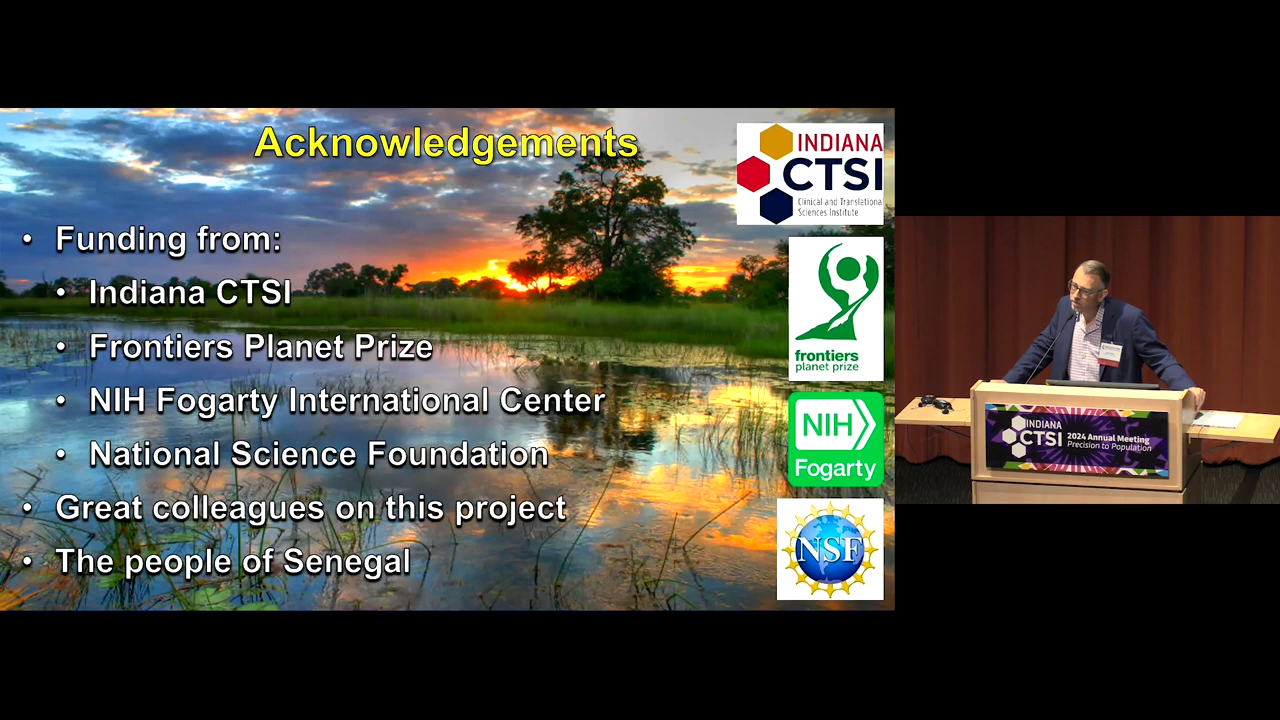 Acknowledgements
• Funding from:
• Indiana CTSI
• Frontiers Planet Prize
• NIH Fogarty International Center
• National Science Foundation
• Great colleagues on this project
• The people of Senegal
INDIANA
CTSI
Clinical and Translational
Sciences Institute
frontiers
planet prize
NIH
Fogarty
NSF
INDIANA
CTSI
2024 Annual Meeting
Precision to Population